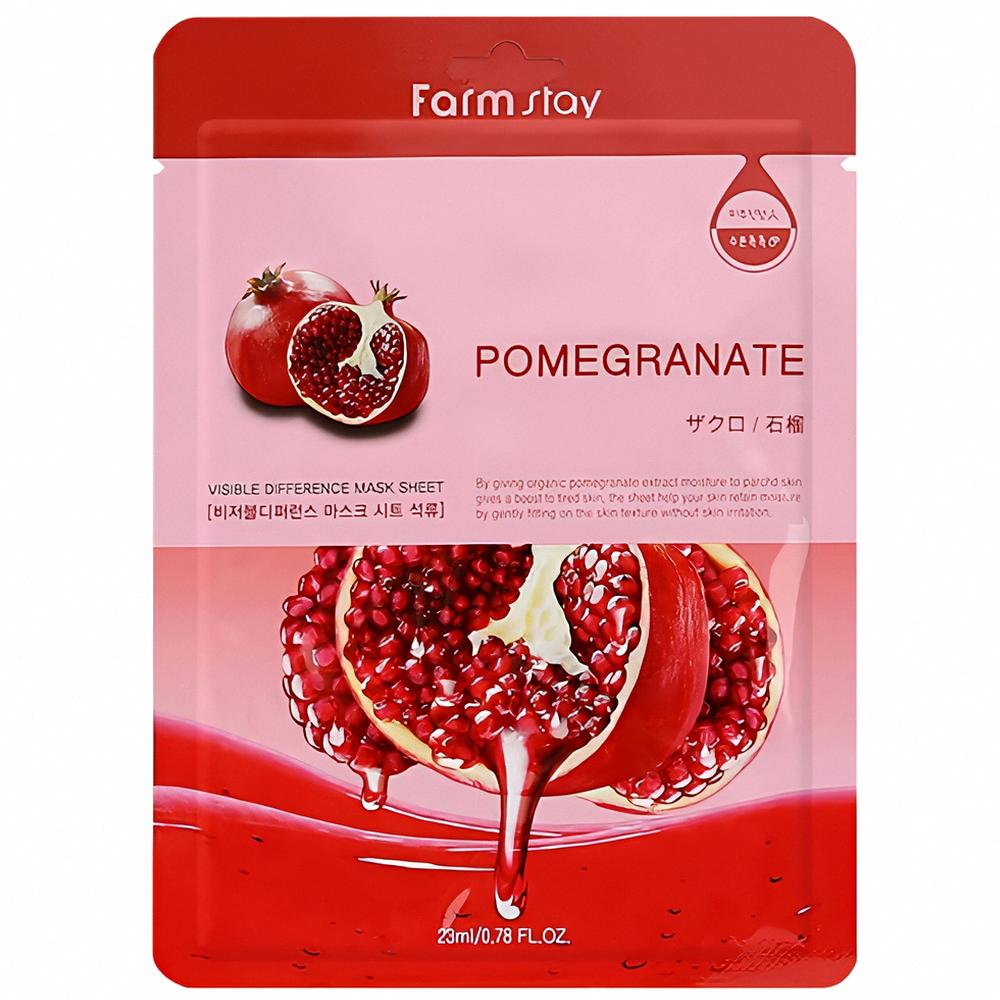 Farm stay
POMEGRANATE
ザクロ / 石榴
VISIBLE DIFFERENCE MASK SHEET
[비저블디퍼런스 마스크 시트 석류]
By giving organic pomegranate extract moisture to parch'd skin
gives a boost to tired skin, the sheet help your skin retain moisture
by gently fitting on the skin texture without skin irritation.
23ml/0.78 FL.OZ.